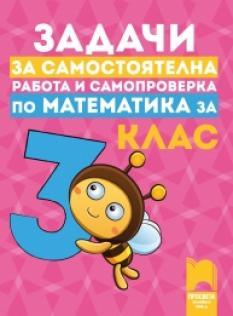 ЗАДАЧИ
ЗА САМОСТОЯТЕЛНА
РАБОТА И САМОПРОВЕРКА
ПО МАТЕМАТИКА ЗА
3 КЛАС
ПРОСВЕТА